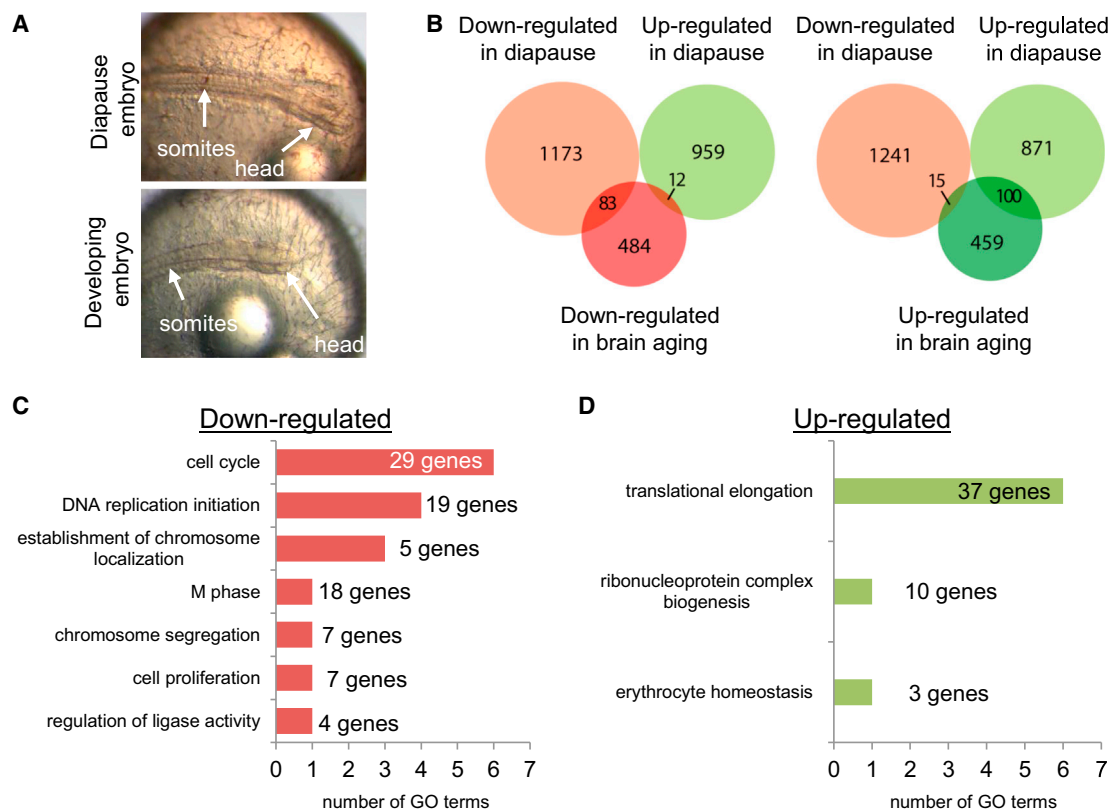 A
Diapause
embryo
somites
head
Developing
embryo
somites
head
B
Down-regulated
in diapause
Up-regulated
in diapause
1173
959
12
83
484
Down-regulated
in brain aging
Down-regulated
in diapause
Up-regulated
in diapause
1241
871
15
100
459
Up-regulated
in brain aging
C
Down-regulated
cell cycle
29 genes
DNA replication initiation
19 genes
establishment of chromosome
localization
5 genes
M phase
18 genes
chromosome segregation
7 genes
cell proliferation
7 genes
regulation of ligase activity
4 genes
0 1 2 3 4 5 6 7
number of GO terms
D
Up-regulated
translational elongation
37 genes
ribonucleoprotein complex
biogenesis
10 genes
erythrocyte homeostasis
3 genes
0 1 2 3 4 5 6 7
number of GO terms